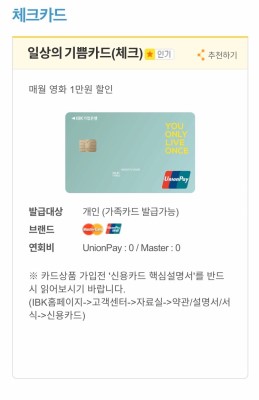 체크카드
일상의 기쁨카드(체크) 인기 추천하기
매월 영화 1만원 할인
IBK기업은행
YOU
ONLY
LIVE
ONCE.
UnionPay
발급대상 개인 (가족카드 발급가능)
브랜드 MasterCard UnionPay
연회비 UnionPay : 0 / Master : 0
※ 카드상품 가입전 '신용카드 핵심설명서'를 반드
시 읽어보시기 바랍니다.
(IBK홈페이지->고객센터->자료실->약관/설명서/서
식->신용카드)